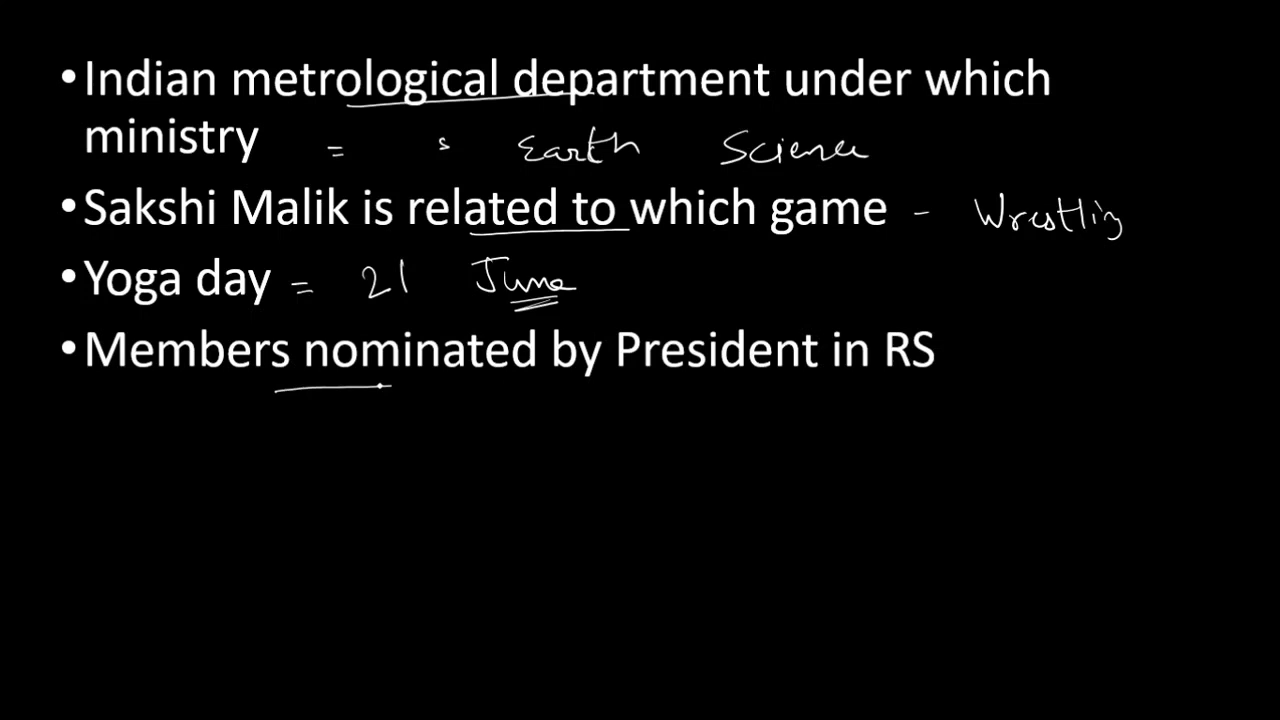 •Indian metrological department under which
ministry = s Earth Science
•Sakshi Malik is related to which game - Wrestling
•Yoga day = 21 June
•Members nominated by President in RS